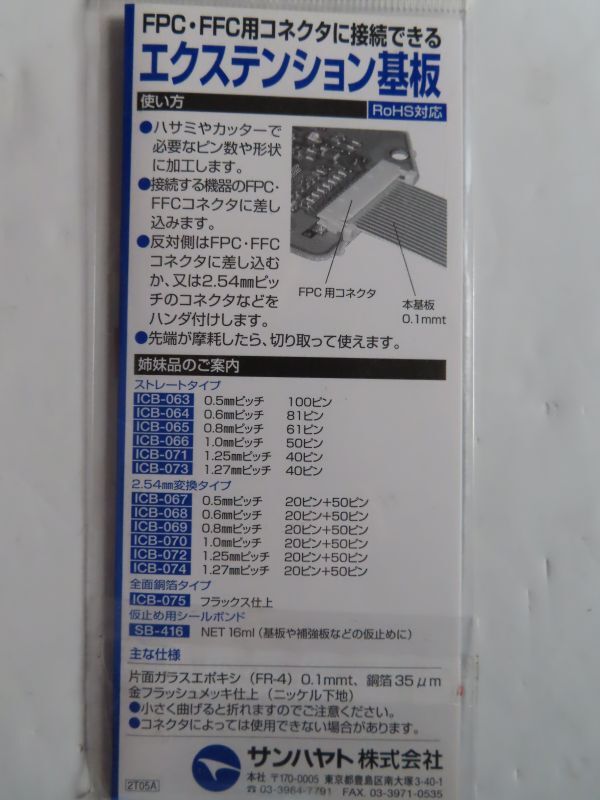 FPC・FFC用コネクタに接続できる
エクステンション基板
使い方
RoHS対応
●ハサミやカッターで
必要なピン数や形状
に加工します。
●接続する機器のFPC・
FFCコネクタに差し
込みます。
●反対側はFPC・FFC
コネクタに差し込む
か、又は2.54㎜ピッ
チのコネクタなどを
ハンダ付けします。
●先端が摩耗したら、切り取って使えます。
FPC用コネクタ
本基板
0.1mmt
姉妹品のご案内
ストレートタイプ
ICB-063 0.5㎜ピッチ 100ピン
ICB-064 0.6㎜ピッチ 81ピン
ICB-065 0.8㎜ピッチ 61ピン
ICB-066 1.0㎜ピッチ 50ピン
ICB-071 1.25㎜ピッチ 40ピン
ICB-073 1.27㎜ピッチ 40ピン
2.54㎜変換タイプ
ICB-067 0.5㎜ピッチ 20ピン+50ピン
ICB-068 0.6㎜ピッチ 20ピン+50ピン
ICB-069 0.8㎜ピッチ 20ピン+50ピン
ICB-070 1.0㎜ピッチ 20ピン+50ピン
ICB-072 1.25㎜ピッチ 20ピン+50ピン
ICB-074 1.27㎜ピッチ 20ピン+50ピン
全面銅箔タイプ
ICB-075 フラックス仕上
仮止め用シールボンド
SB-416 NET 16ml（基板や補強板などの仮止めに）
主な仕様
片面ガラスエポキシ（FR-4）0.1mmt、銅箔35μm
金フラッシュメッキ仕上（ニッケル下地）
●小さく曲げると折れますのでご注意ください。
●コネクタによっては使用できない場合があります。
サンハヤト株式会社
本社 〒170-0005 東京都豊島区南大塚3-40-1
03-3984-7791 FAX. 03-3971-0535
2T05A